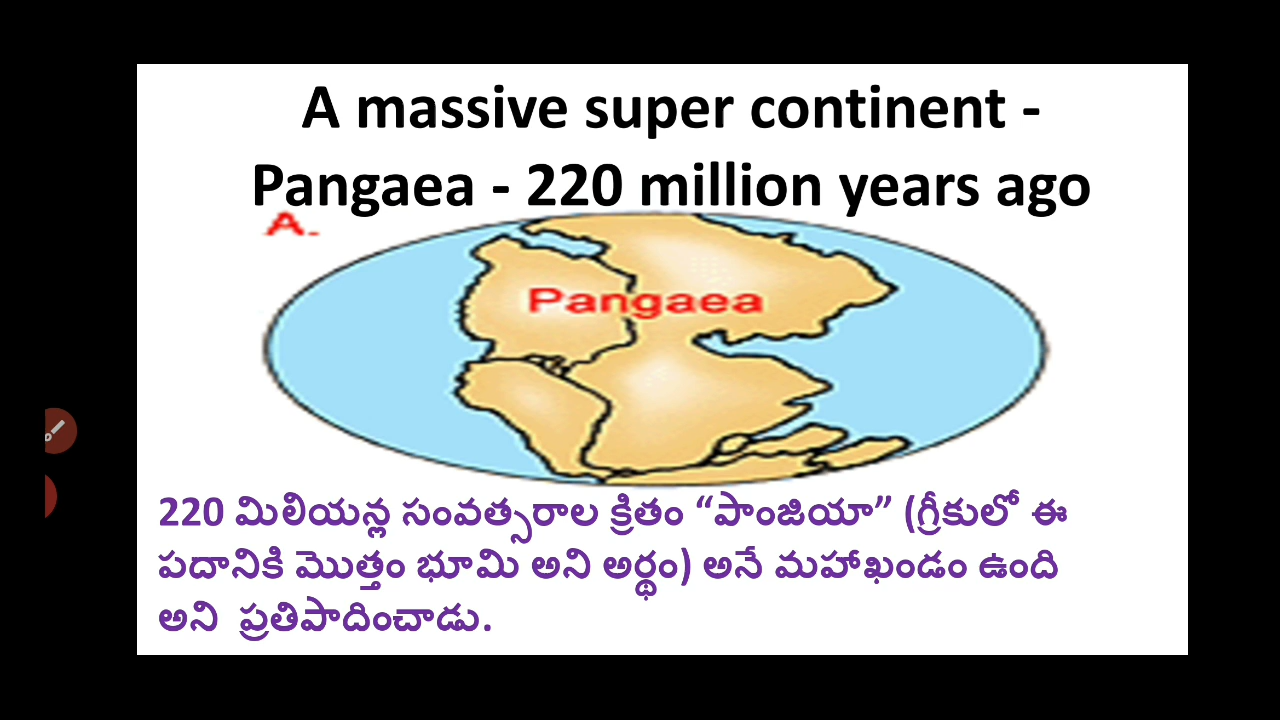 A massive super continent -
Pangaea - 220 million years ago
A.
Pangaea
220 మిలియన్ల సంవత్సరాల క్రితం “పాంజియా” (గ్రీకులో ఈ
పదానికి మొత్తం భూమి అని అర్థం) అనే మహాఖండం ఉంది
అని ప్రతిపాదించాడు.